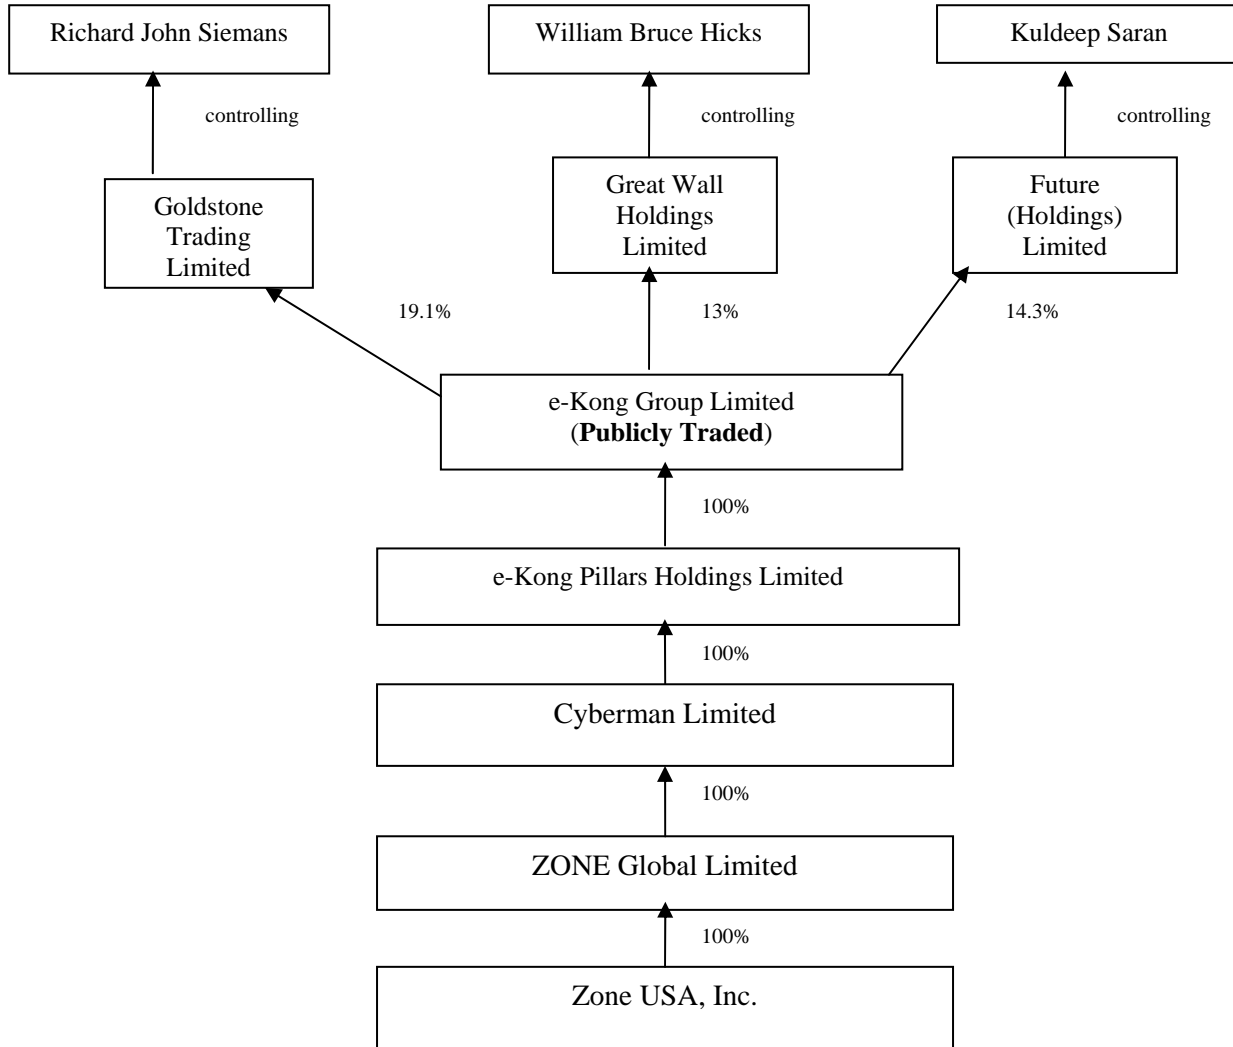 Richard John Siemans
William Bruce Hicks
Kuldeep Saran
controlling
controlling
controlling
Goldstone
Trading
Limited
Great Wall
Holdings
Limited
Future
(Holdings)
Limited
19.1%
13%
14.3%
e-Kong Group Limited
(Publicly Traded)
100%
e-Kong Pillars Holdings Limited
100%
Cyberman Limited
100%
ZONE Global Limited
100%
Zone USA, Inc.